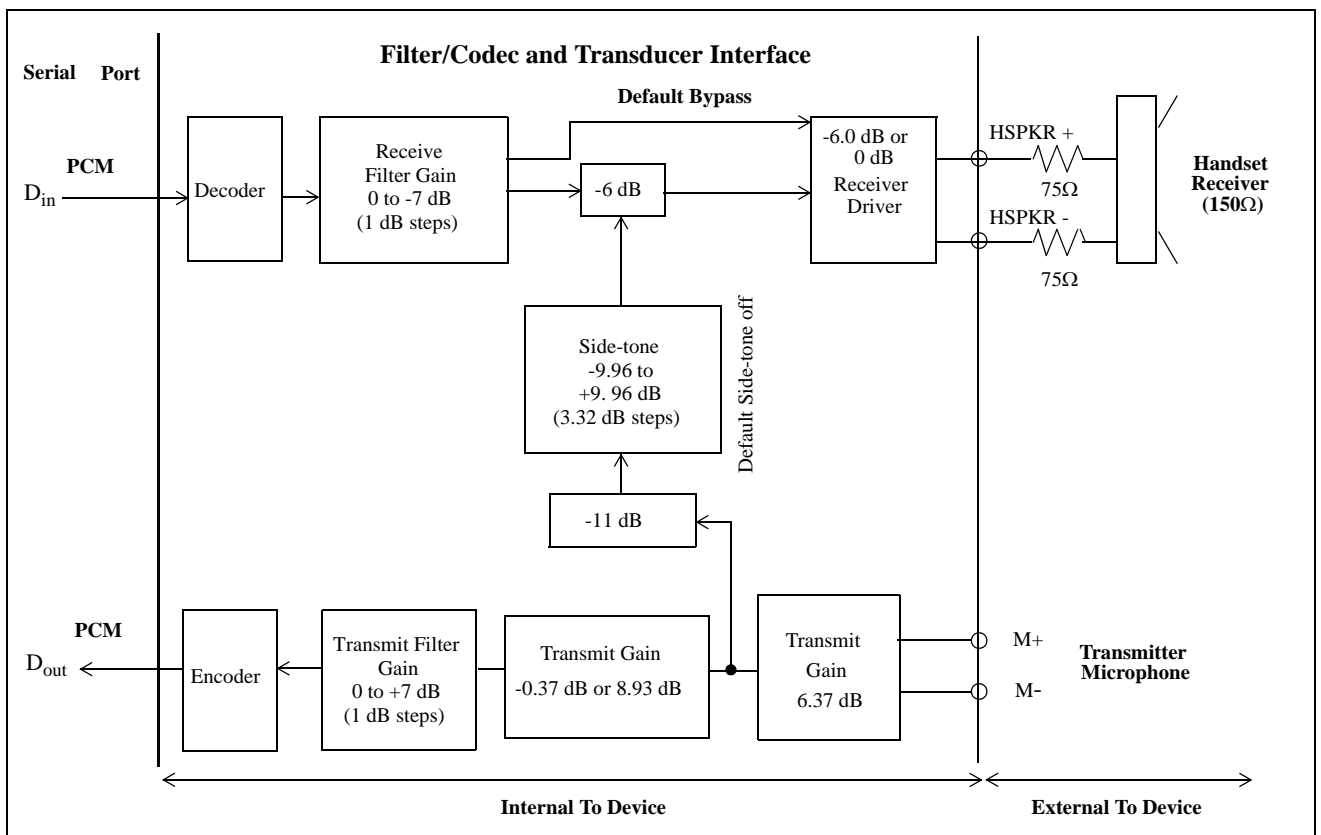 Filter/Codec and Transducer Interface
Serial Port
Default Bypass
PCM
D_in
Decoder
Receive
Filter Gain
0 to -7 dB
(1 dB steps)
-6 dB
-6.0 dB or
0 dB
Receiver
Driver
HSPKR +
75Ω
HSPKR -
75Ω
Handset
Receiver
(150Ω)
Side-tone
-9.96 to
+9. 96 dB
(3.32 dB steps)
Default Side-tone off
-11 dB
PCM
D_out
Encoder
Transmit Filter
Gain
0 to +7 dB
(1 dB steps)
Transmit Gain
-0.37 dB or 8.93 dB
Transmit
Gain
6.37 dB
M+
M-
Transmitter
Microphone
Internal To Device
External To Device